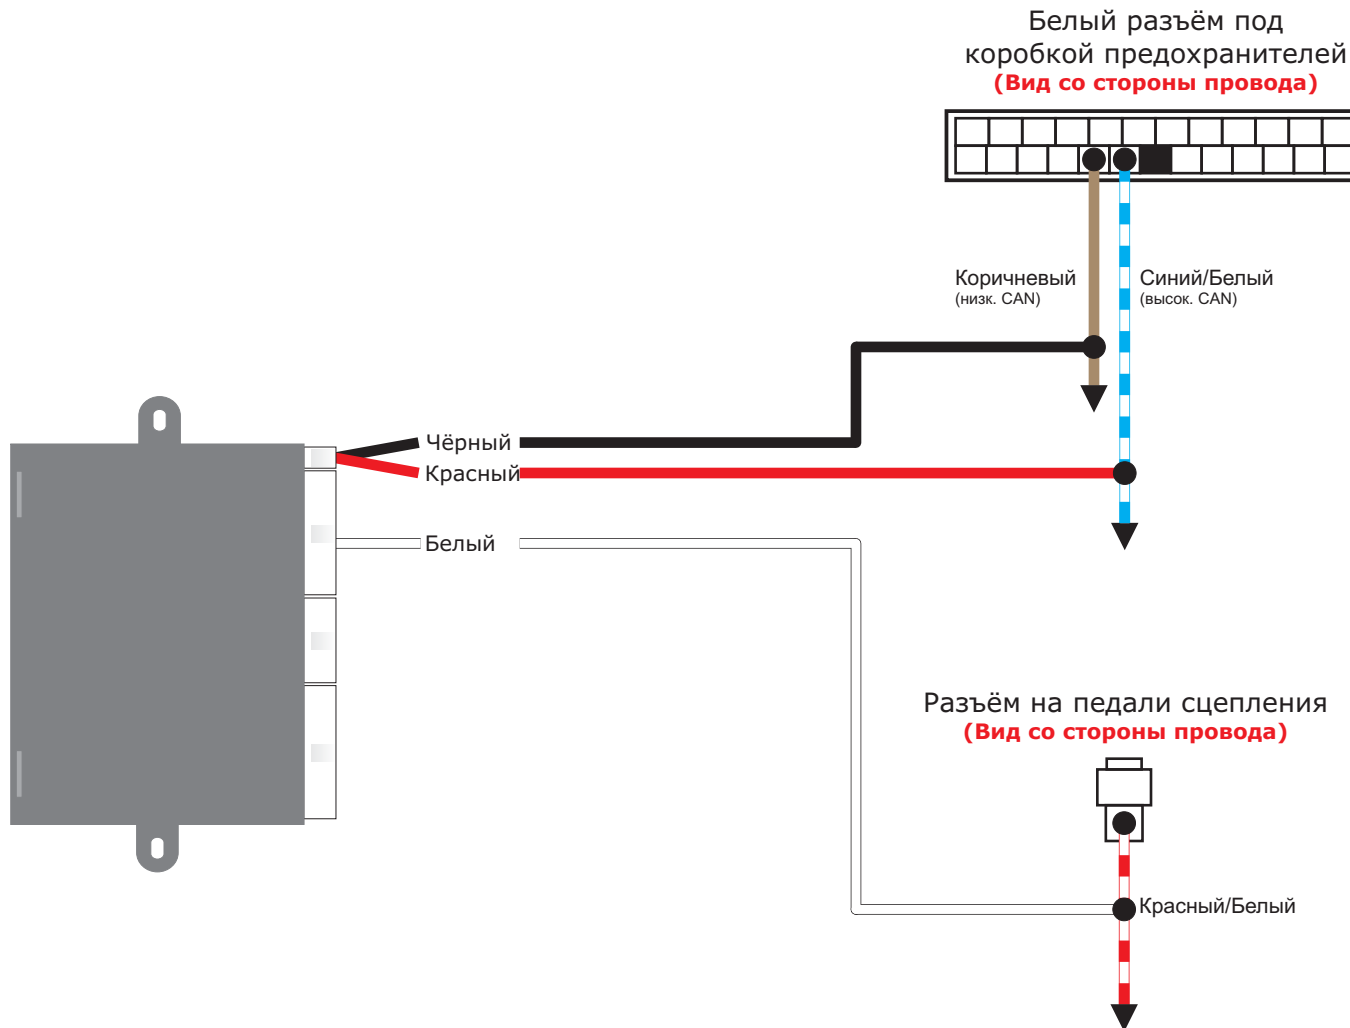 Белый разъём под
коробкой предохранителей
(Вид со стороны провода)
Коричневый
(низк. CAN)
Синий/Белый
(высок. CAN)
Чёрный
Красный
Белый
Разъём на педали сцепления
(Вид со стороны провода)
Красный/Белый